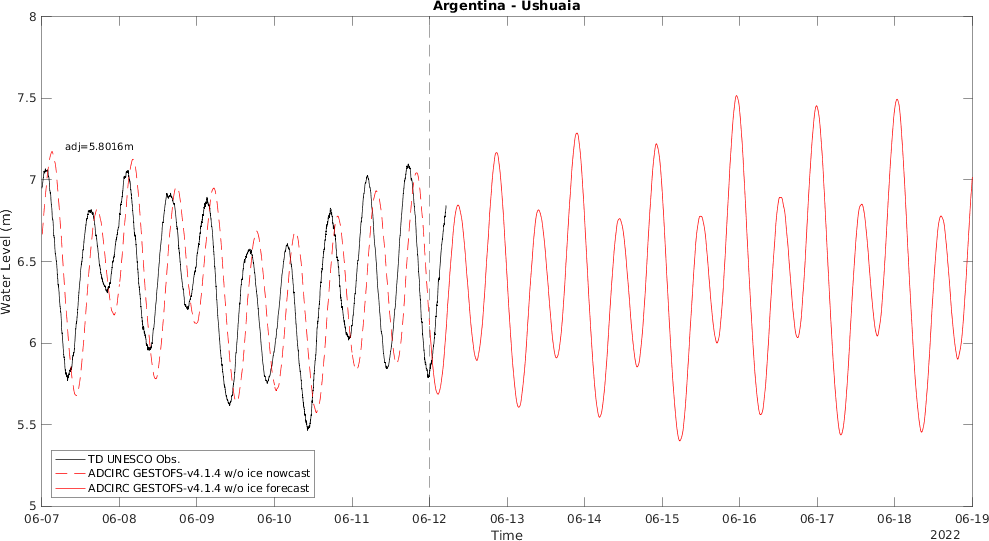 Argentina - Ushuaia
8
7.5
7
6.5
6
5.5
5
Water Level (m)
adj=5.8016m
TD UNESCO Obs.
ADCIRC GESTOFS-v4.1.4 w/o ice nowcast
ADCIRC GESTOFS-v4.1.4 w/o ice forecast
06-07 06-08 06-09 06-10 06-11 06-12 06-13 06-14 06-15 06-16 06-17 06-18 06-19
Time
2022